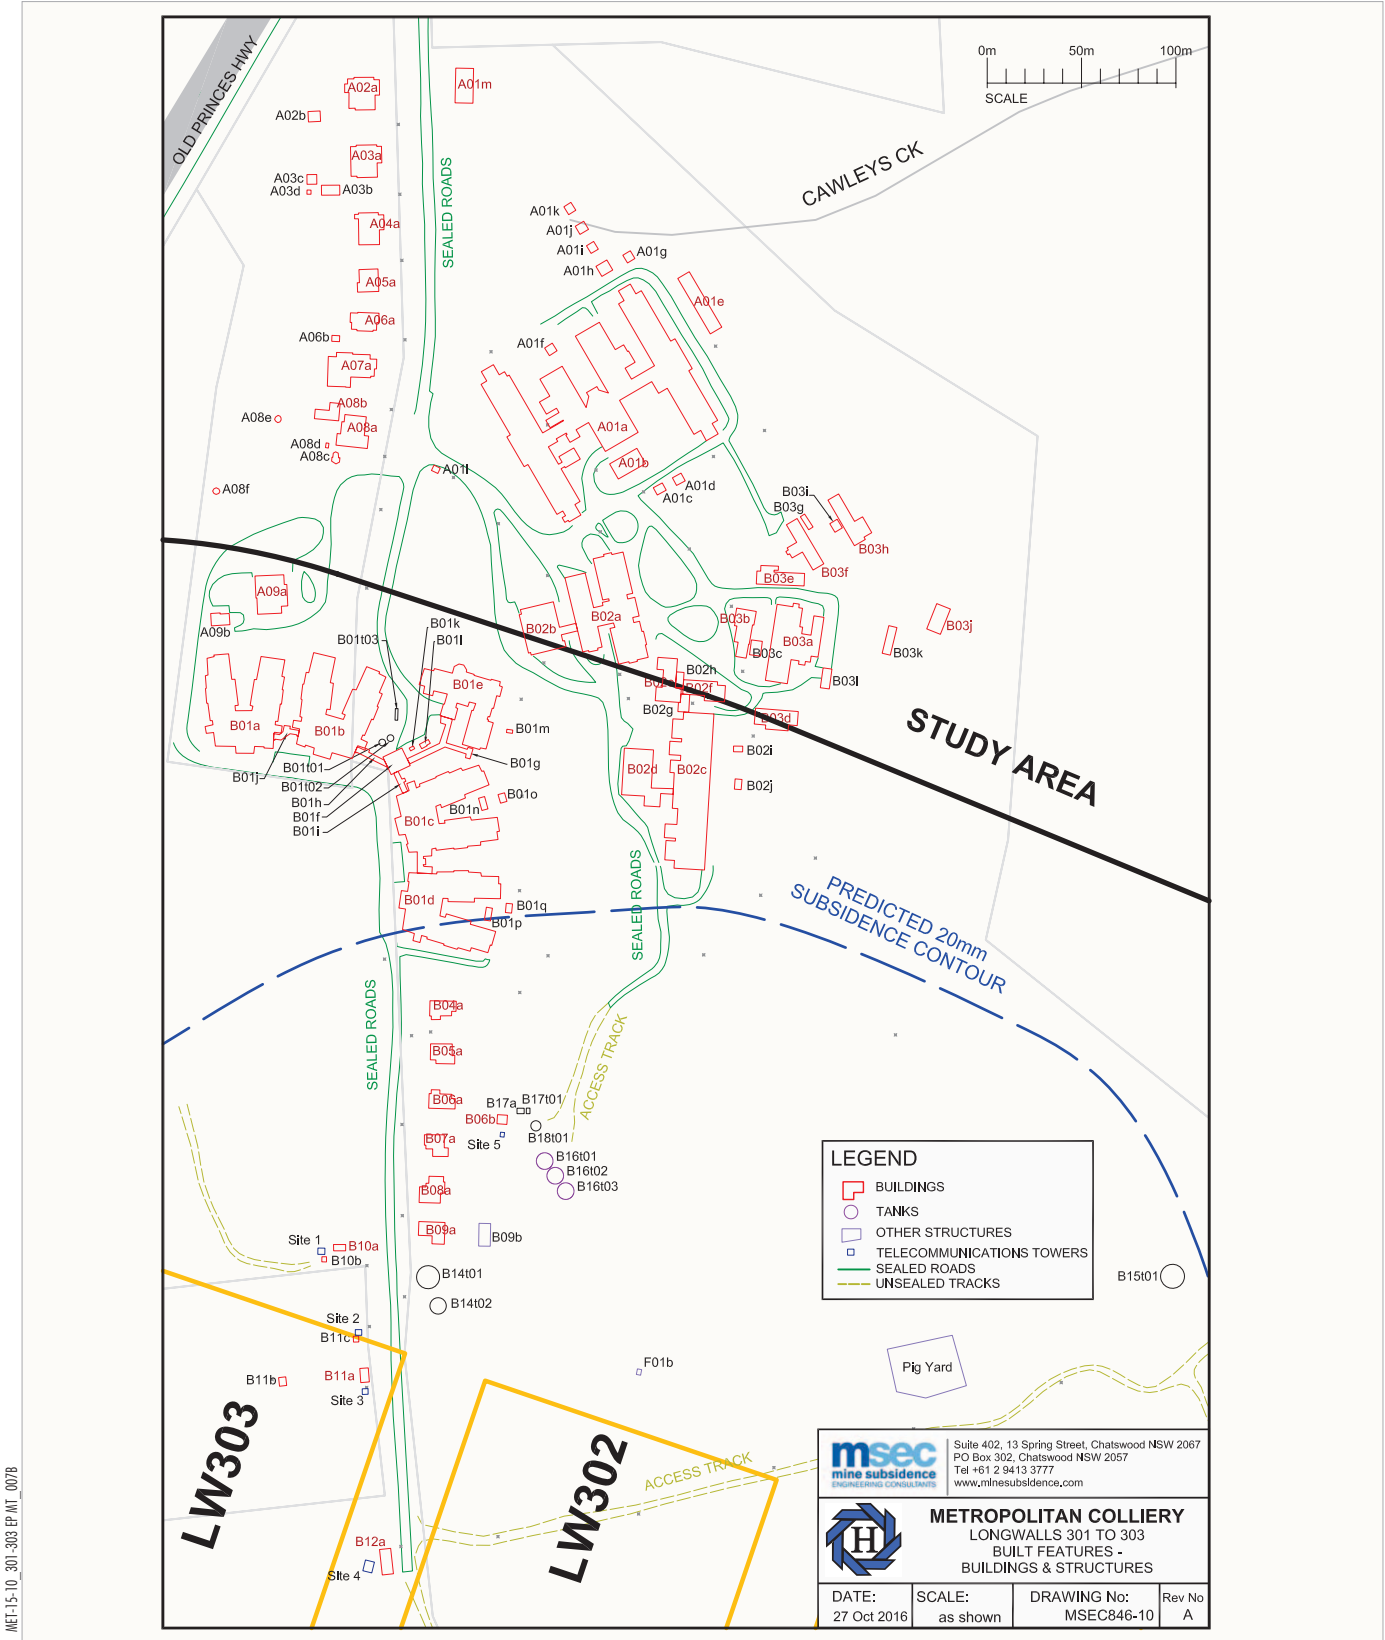 0m 50m 100m
SCALE
OLD PRINCES HWY
A02a
A01m
A02b
SEALED ROADS
CAWLEYS CK
A03a
A03c
A03d
A03b
A04a
A01k
A01j
A01i
A01g
A01h
A05a
A01e
A06a
A06b
A01f
A07a
A08b
A08e
A08a
A01a
A08d
A08c
A01b
A01l
A01d
A01c
A08f
B03i
B03g
B03h
B03f
B03e
A09a
A09b
B01k
B01t03
B01l
B02b
B02a
B03b
B03a
B03c
B03j
B03k
B02h
B03l
B01e
B02f
B02g
B03d
B01a
B01b
B01m
STUDY AREA
B02i
B01g
B01j
B01t01
B02d
B02c
B02j
B01t02
B01h
B01o
B01n
B01f
B01c
B01i
SEALED ROADS
PREDICTED 20mm
SUBSIDENCE CONTOUR
B01d
B01q
B01p
SEALED ROADS
B04a
ACCESS TRACK
B05a
B06a
B17a
B17t01
B06b
B18t01
B07a
Site 5
B16t01
B16t02
B16t03
B08a
B09a
B09b
Site 1
B10a
B10b
B14t01
B14t02
B15t01
LEGEND
BUILDINGS
TANKS
OTHER STRUCTURES
TELECOMMUNICATIONS TOWERS
SEALED ROADS
UNSEALED TRACKS
Site 2
B11c
B11b
B11a
Site 3
F01b
Pig Yard
LW303
LW302
ACCESS TRACK
B12a
Site 4
msec
mine subsidence
ENGINEERING CONSULTANTS
Suite 402, 13 Spring Street, Chatswood NSW 2067
PO Box 302, Chatswood NSW 2057
Tel +61 2 9413 3777
www.minesubsidence.com
H
METROPOLITAN COLLIERY
LONGWALLS 301 TO 303
BUILT FEATURES -
BUILDINGS & STRUCTURES
DATE:
27 Oct 2016
SCALE:
as shown
DRAWING No:
MSEC846-10
Rev No
A
MET-15-10_301-303 EP MT_007B